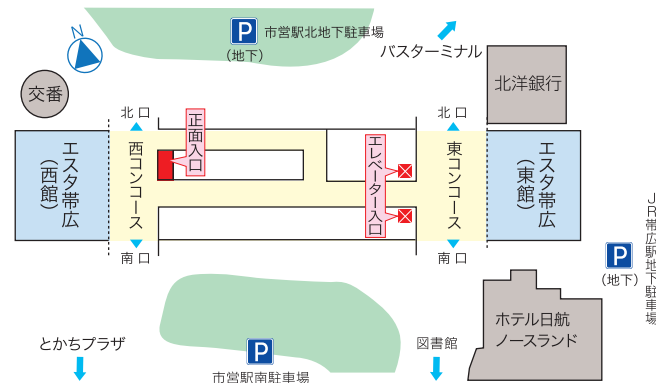 N
P
(地下)
市営駅北地下駐車場
バスターミナル
北洋銀行
交番
北口
北口
エスタ帯広
(西館)
西コンコース
正面入口
エレベーター入口
東コンコース
エスタ帯広
(東館)
南口
南口
P
(地下)
JR帯広駅地下駐車場
ホテル日航
ノースランド
とかちプラザ
P
市営駅南駐車場
図書館